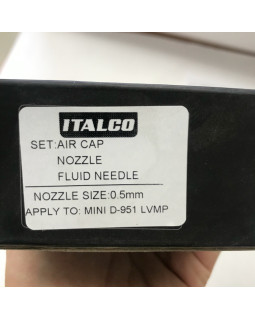 ITALCO
SET:AIR CAP
NOZZLE
FLUID NEEDLE
NOZZLE SIZE:0.5mm
APPLY TO: MINI D-951 LVMP